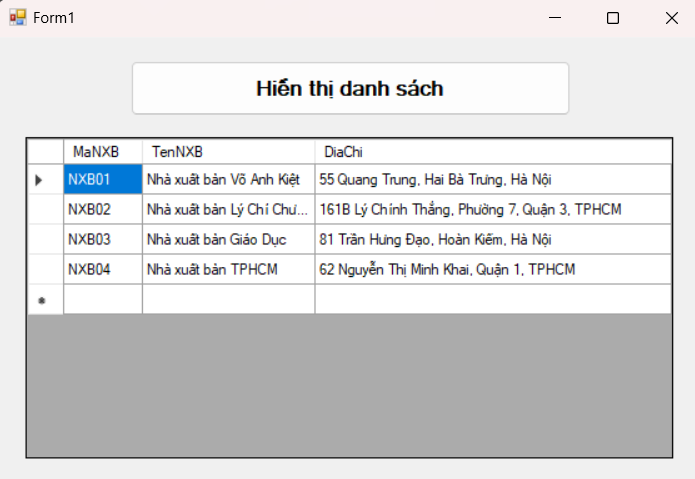 Form1
Hiển thị danh sách
MaNXB TenNXB DiaChi
NXB01 Nhà xuất bản Võ Anh Kiệt 55 Quang Trung, Hai Bà Trưng, Hà Nội
NXB02 Nhà xuất bản Lý Chí Chư... 161B Lý Chính Thắng, Phường 7, Quận 3, TPHCM
NXB03 Nhà xuất bản Giáo Dục 81 Trần Hưng Đạo, Hoàn Kiếm, Hà Nội
NXB04 Nhà xuất bản TPHCM 62 Nguyễn Thị Minh Khai, Quận 1, TPHCM